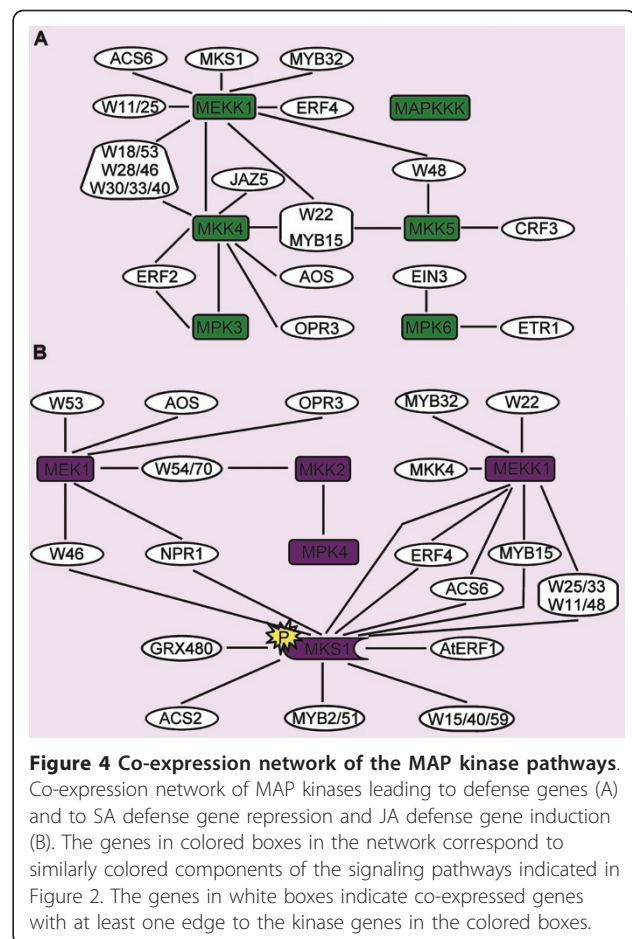 A
ACS6 MKS1 MYB32
W11/25 MEKK1 ERF4 MAPKKK
W18/53
W28/46
W30/33/40
JAZ5
W48
W22
MYB15
MKK4 MKK5 CRF3
ERF2 AOS EIN3
MPK3 OPR3 MPK6 ETR1
B
W53 AOS OPR3 MYB32 W22
MEK1 W54/70 MKK2 MKK4 MEKK1
W46 NPR1 MPK4 ERF4 MYB15
ACS6
W25/33
W11/48
P
GRX480 MKS1 AtERF1
ACS2 MYB2/51 W15/40/59
Figure 4 Co-expression network of the MAP kinase pathways.
Co-expression network of MAP kinases leading to defense genes (A)
and to SA defense gene repression and JA defense gene induction
(B). The genes in colored boxes in the network correspond to
similarly colored components of the signaling pathways indicated in
Figure 2. The genes in white boxes indicate co-expressed genes
with at least one edge to the kinase genes in the colored boxes.